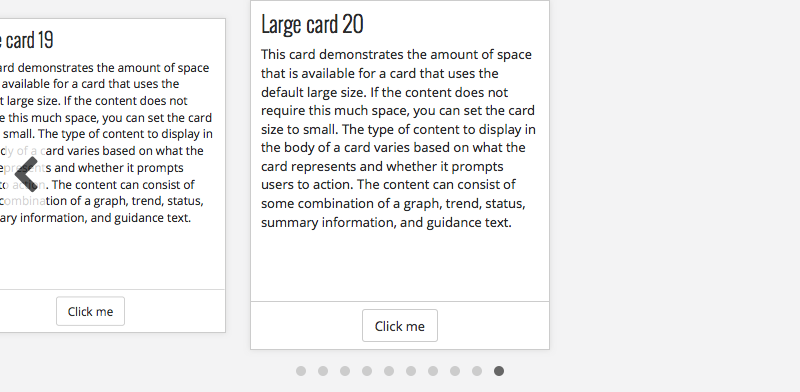 card 19
demonstrates the amount of space
available for a card that uses the
large size. If the content does not
this much space, you can set the card
small. The type of content to display in
of a card varies based on what the
and whether it prompts
The content can consist of
combination of a graph, trend, status,
information, and guidance text.
Click me
Large card 20
This card demonstrates the amount of space
that is available for a card that uses the
default large size. If the content does not
require this much space, you can set the card
size to small. The type of content to display in
the body of a card varies based on what the
card represents and whether it prompts
users to action. The content can consist of
some combination of a graph, trend, status,
summary information, and guidance text.
Click me